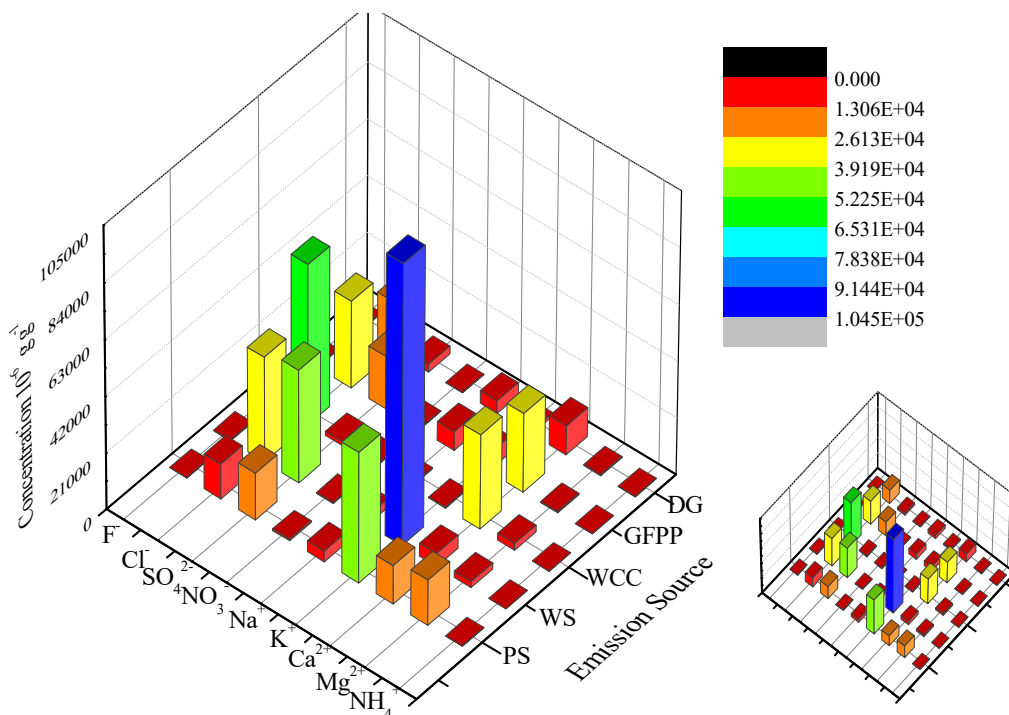 Concentraition 10⁶ g g⁻¹
105000
84000
63000
42000
21000
0
F⁻
Cl⁻
SO₄²⁻
NO₃⁻
Na⁺
K⁺
Ca²⁺
Mg²⁺
NH₄⁺
PS
WS
WCC
GFPP
DG
Emission Source
0.000
1.306E+04
2.613E+04
3.919E+04
5.225E+04
6.531E+04
7.838E+04
9.144E+04
1.045E+05